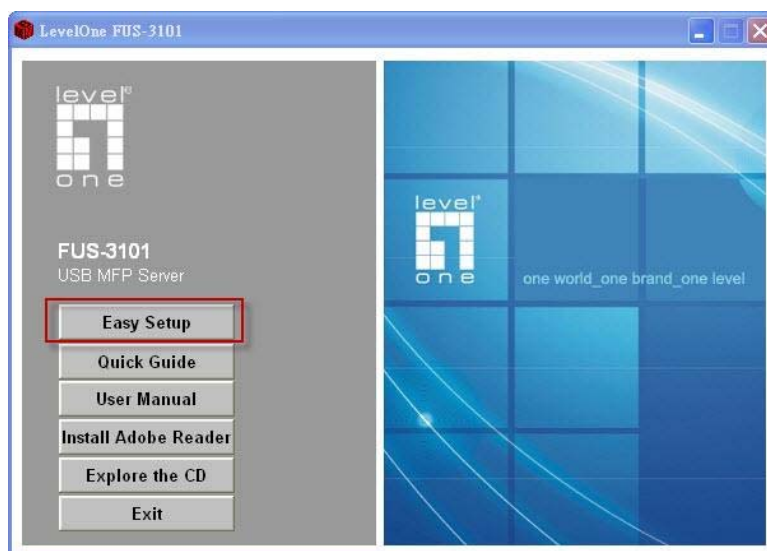 LevelOne FUS-3101
level®
one
FUS-3101
USB MFP Server
Easy Setup
Quick Guide
User Manual
Install Adobe Reader
Explore the CD
Exit
level®
one
one world_one brand_one level